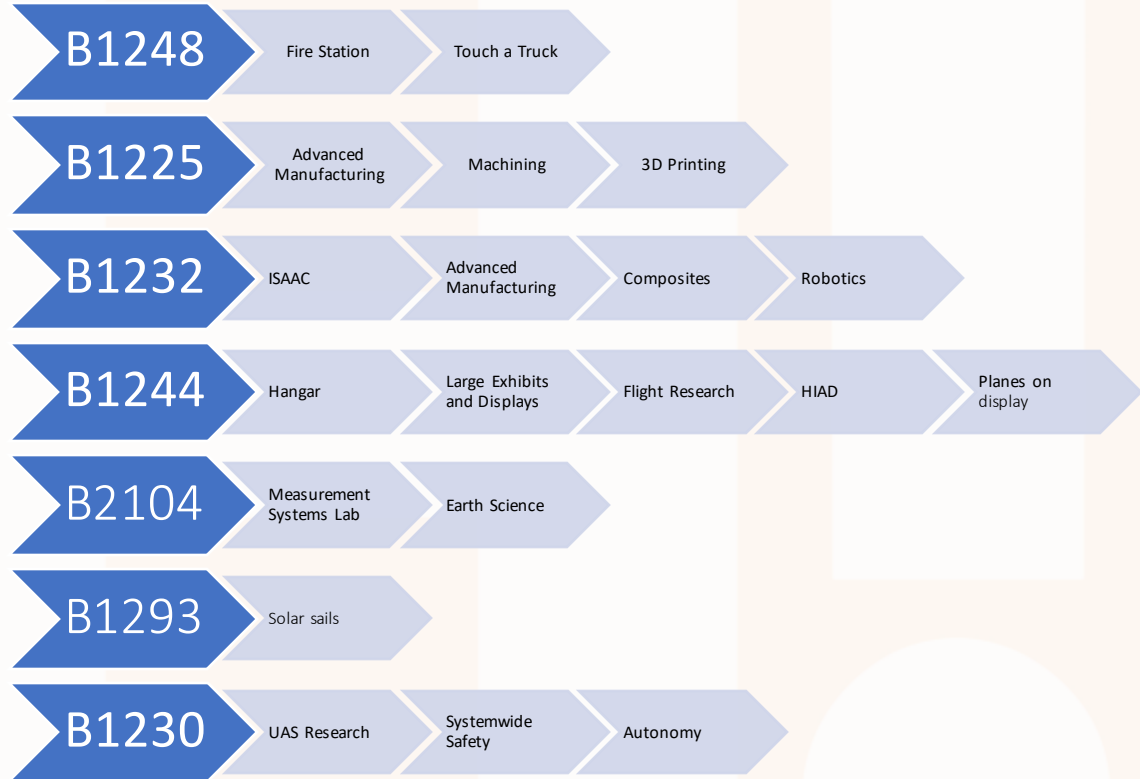 B1248
Fire Station
Touch a Truck
B1225
Advanced
Manufacturing
Machining
3D Printing
B1232
ISAAC
Advanced
Manufacturing
Composites
Robotics
B1244
Hangar
Large Exhibits
and Displays
Flight Research
HIAD
Planes on
display
B2104
Measurement
Systems Lab
Earth Science
B1293
Solar sails
B1230
UAS Research
Systemwide
Safety
Autonomy